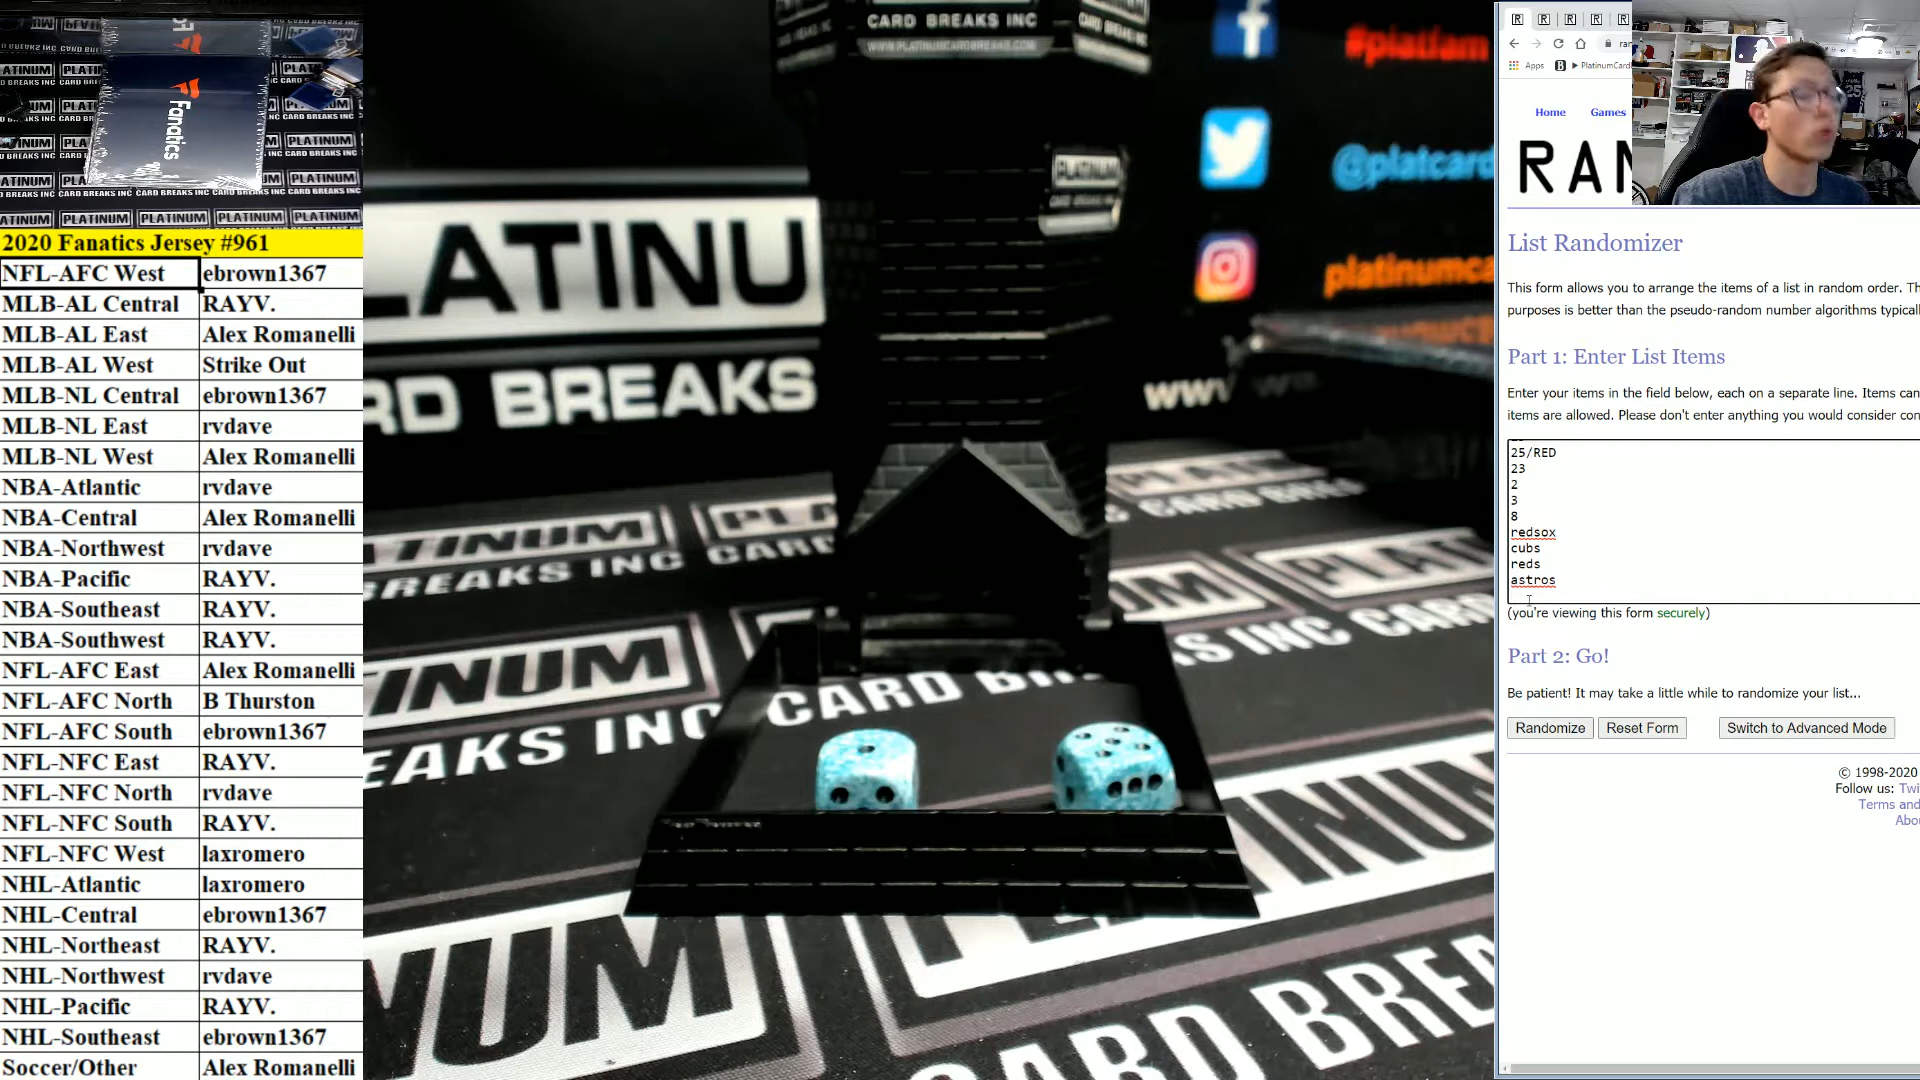 Fanatics
CARD BREAKS INC
WWW.PLATINUMCARDBREAKS.COM
PLATINUM
CARD BREAKS INC
#platfam
@platcard
platinumca
LATINU
RD BREAKS
www
2020 Fanatics Jersey #961
NFL-AFC West ebrown1367
MLB-AL Central RAYV.
MLB-AL East Alex Romanelli
MLB-AL West Strike Out
MLB-NL Central ebrown1367
MLB-NL East rvdave
MLB-NL West Alex Romanelli
NBA-Atlantic rvdave
NBA-Central Alex Romanelli
NBA-Northwest rvdave
NBA-Pacific RAYV.
NBA-Southeast RAYV.
NBA-Southwest RAYV.
NFL-AFC East Alex Romanelli
NFL-AFC North B Thurston
NFL-AFC South ebrown1367
NFL-NFC East RAYV.
NFL-NFC North rvdave
NFL-NFC South RAYV.
NFL-NFC West laxromero
NHL-Atlantic laxromero
NHL-Central ebrown1367
NHL-Northeast RAYV.
NHL-Northwest rvdave
NHL-Pacific RAYV.
NHL-Southeast ebrown1367
Soccer/Other Alex Romanelli
Apps PlatinumCard
Home Games
RAN
List Randomizer
This form allows you to arrange the items of a list in random order. Th
purposes is better than the pseudo-random number algorithms typicall
Part 1: Enter List Items
Enter your items in the field below, each on a separate line. Items can
items are allowed. Please don't enter anything you would consider con
25/RED
23
2
3
8
redsox
cubs
reds
astros
(you're viewing this form securely)
Part 2: Go!
Be patient! It may take a little while to randomize your list...
Randomize Reset Form Switch to Advanced Mode
© 1998-2020
Follow us: Twi
Terms and
Abou